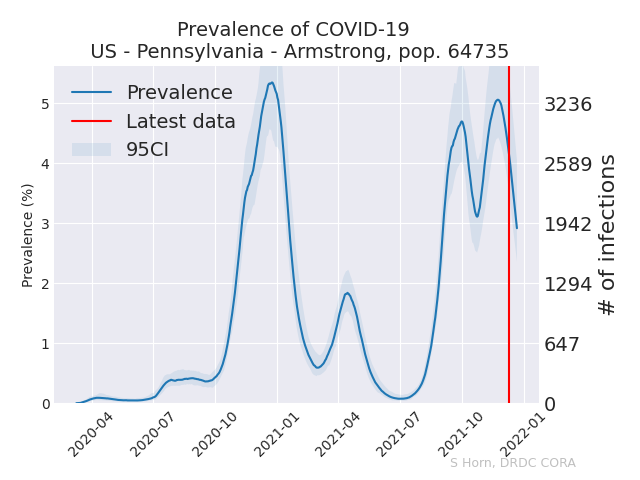 Prevalence of COVID-19
US - Pennsylvania - Armstrong, pop. 64735
Prevalence
Latest data
95CI
Prevalence (%)
5
4
3
2
1
0
3236
2589
1942
1294
647
0
# of infections
2020-04
2020-07
2020-10
2021-01
2021-04
2021-07
2021-10
2022-01
S Horn, DRDC CORA